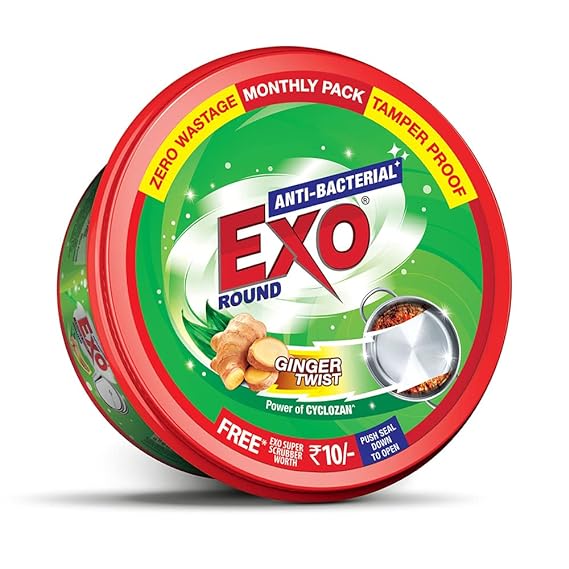 ZERO WASTAGE
MONTHLY PACK
TAMPER PROOF
ANTI-BACTERIAL+
EXO®
ROUND
GINGER
TWIST
Power of CYCLOZAN^
FREE*
EXO SUPER
SCRUBBER
WORTH
₹10/-
PUSH SEAL
DOWN
TO OPEN
EXO